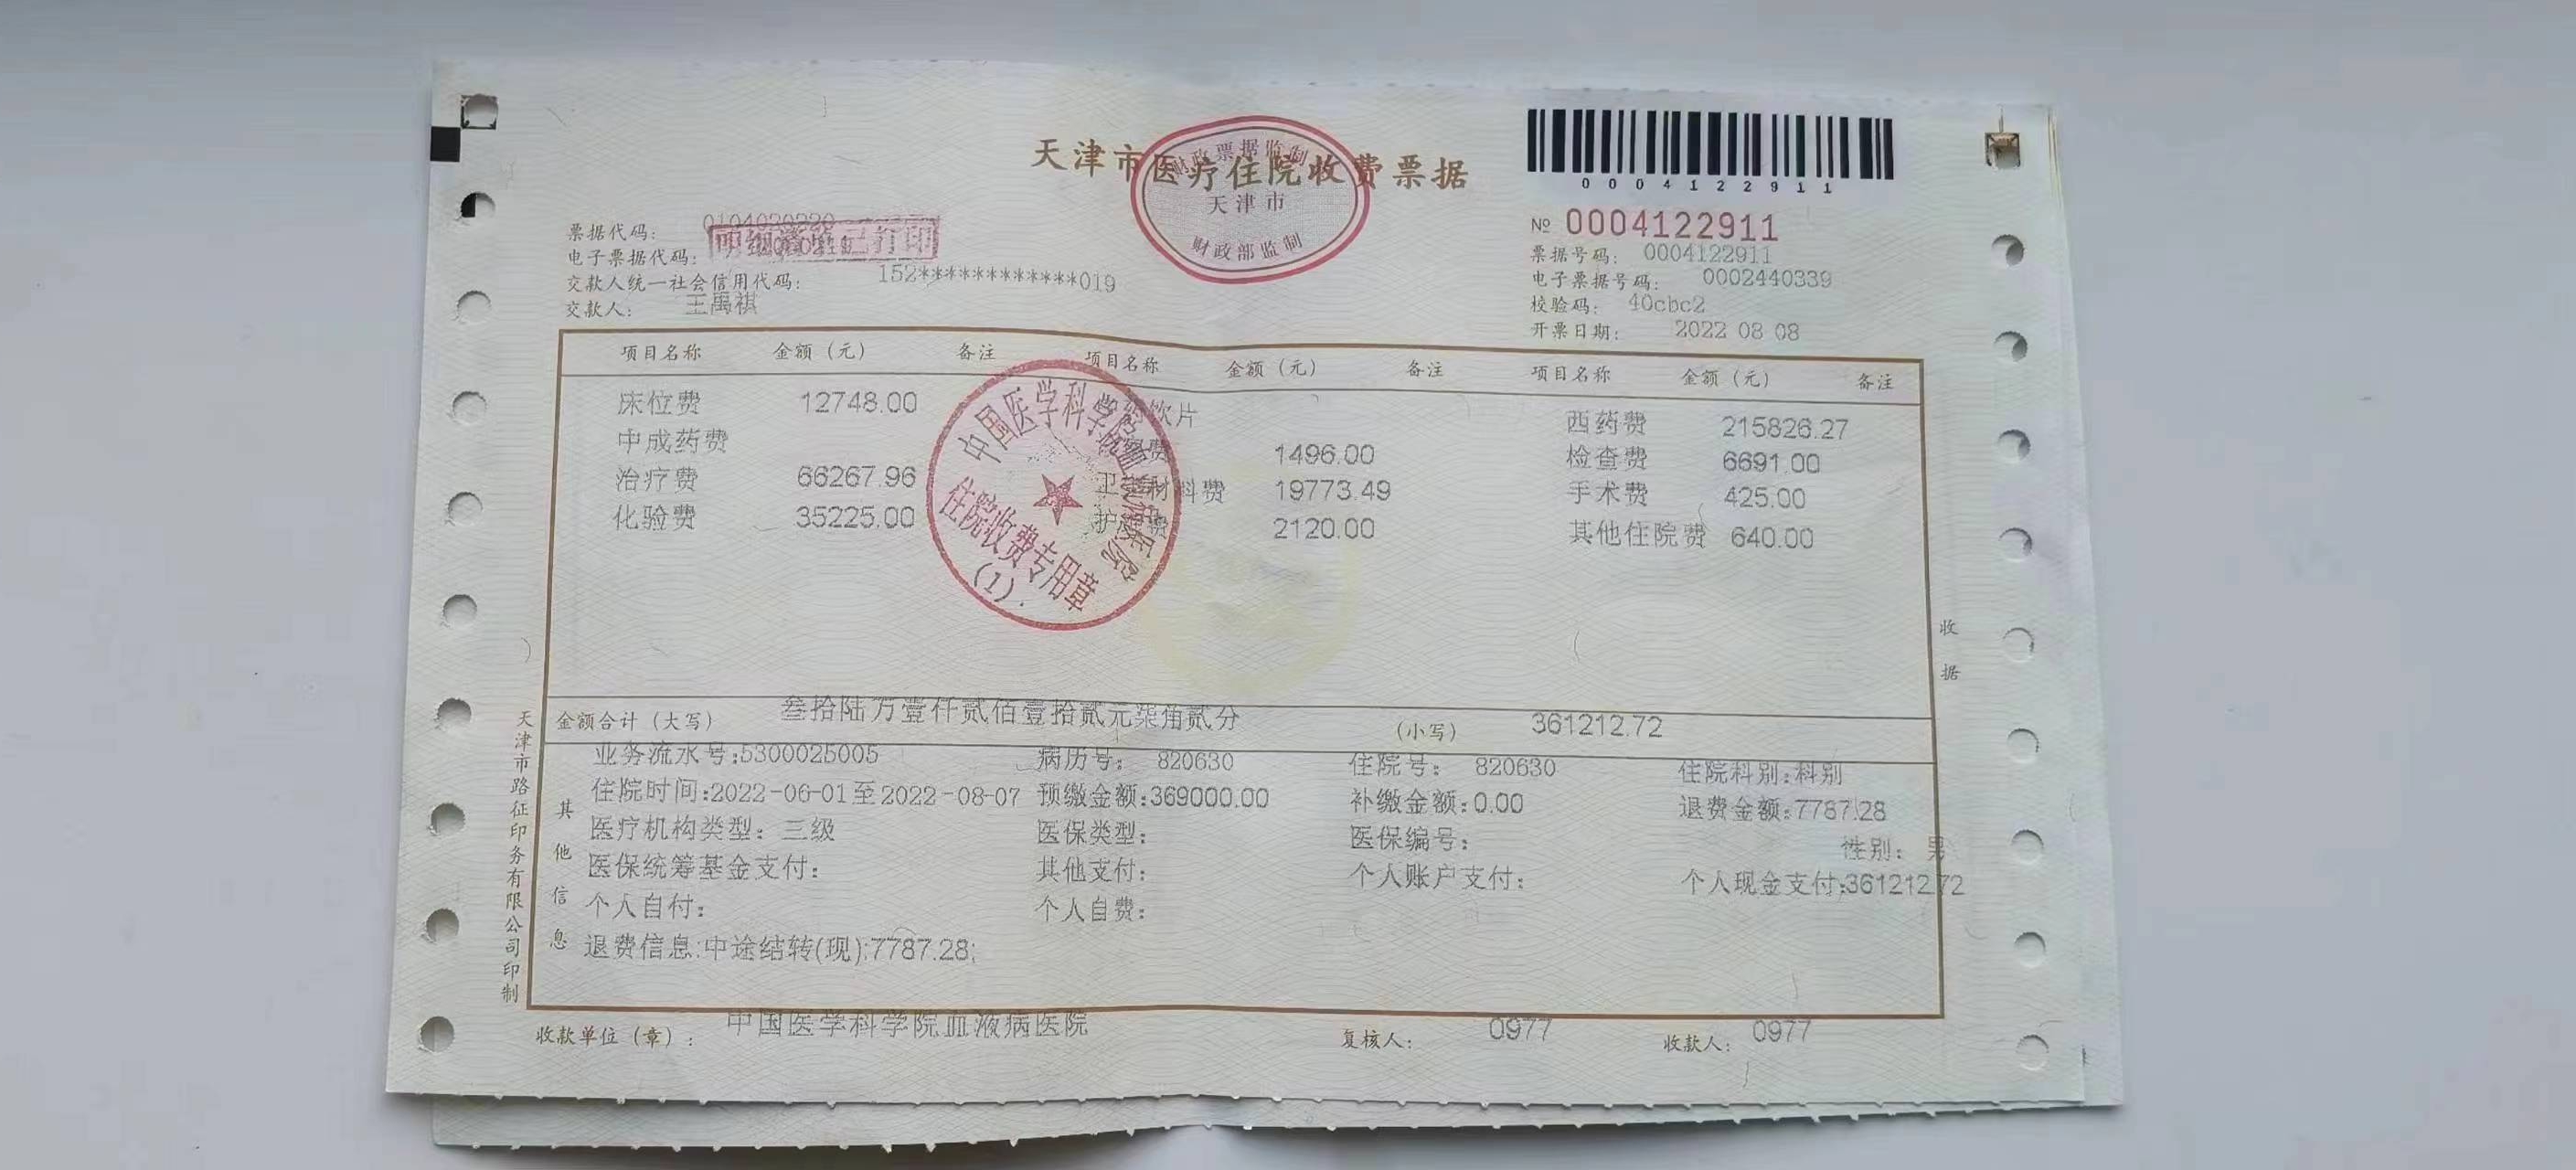 天津市医疗住院收费票据
财政票据监制
天津市
财政部监制
0004122911
№ 0004122911
票据代码： 0104020220
票据号码： 0004122911
电子票据代码：
明细清单已打印
电子票据号码： 0002440339
交款人统一社会信用代码： 152************019
校验码： 40cbc2
交款人： 王禹祺
开票日期： 2022 08 08
项目名称 金额（元） 备注 项目名称 金额（元） 备注 项目名称 金额（元） 备注
床位费 12748.00 饮片 西药费 215826.27
中成药费 1496.00 检查费 6691.00
治疗费 66267.96 卫生材料费 19773.49 手术费 425.00
化验费 35225.00 护理费 2120.00 其他住院费 640.00
中国医学科学院血液病医院
住院收费专用章
(1)
收据
金额合计（大写） 叁拾陆万壹仟贰佰壹拾贰元柒角贰分 （小写） 361212.72
其他信息
业务流水号:5300025005 病历号： 820630 住院号： 820630 住院科别:科别
住院时间:2022-06-01至2022-08-07 预缴金额:369000.00 补缴金额:0.00 退费金额:7787.28
医疗机构类型：三级 医保类型: 医保编号: 性别：男
医保统筹基金支付: 其他支付: 个人账户支付: 个人现金支付:361212.72
个人自付: 个人自费:
退费信息:中途结转(现):7787.28;
收款单位（章）： 中国医学科学院血液病医院 复核人： 0977 收款人： 0977
天津市路征印务有限公司印制